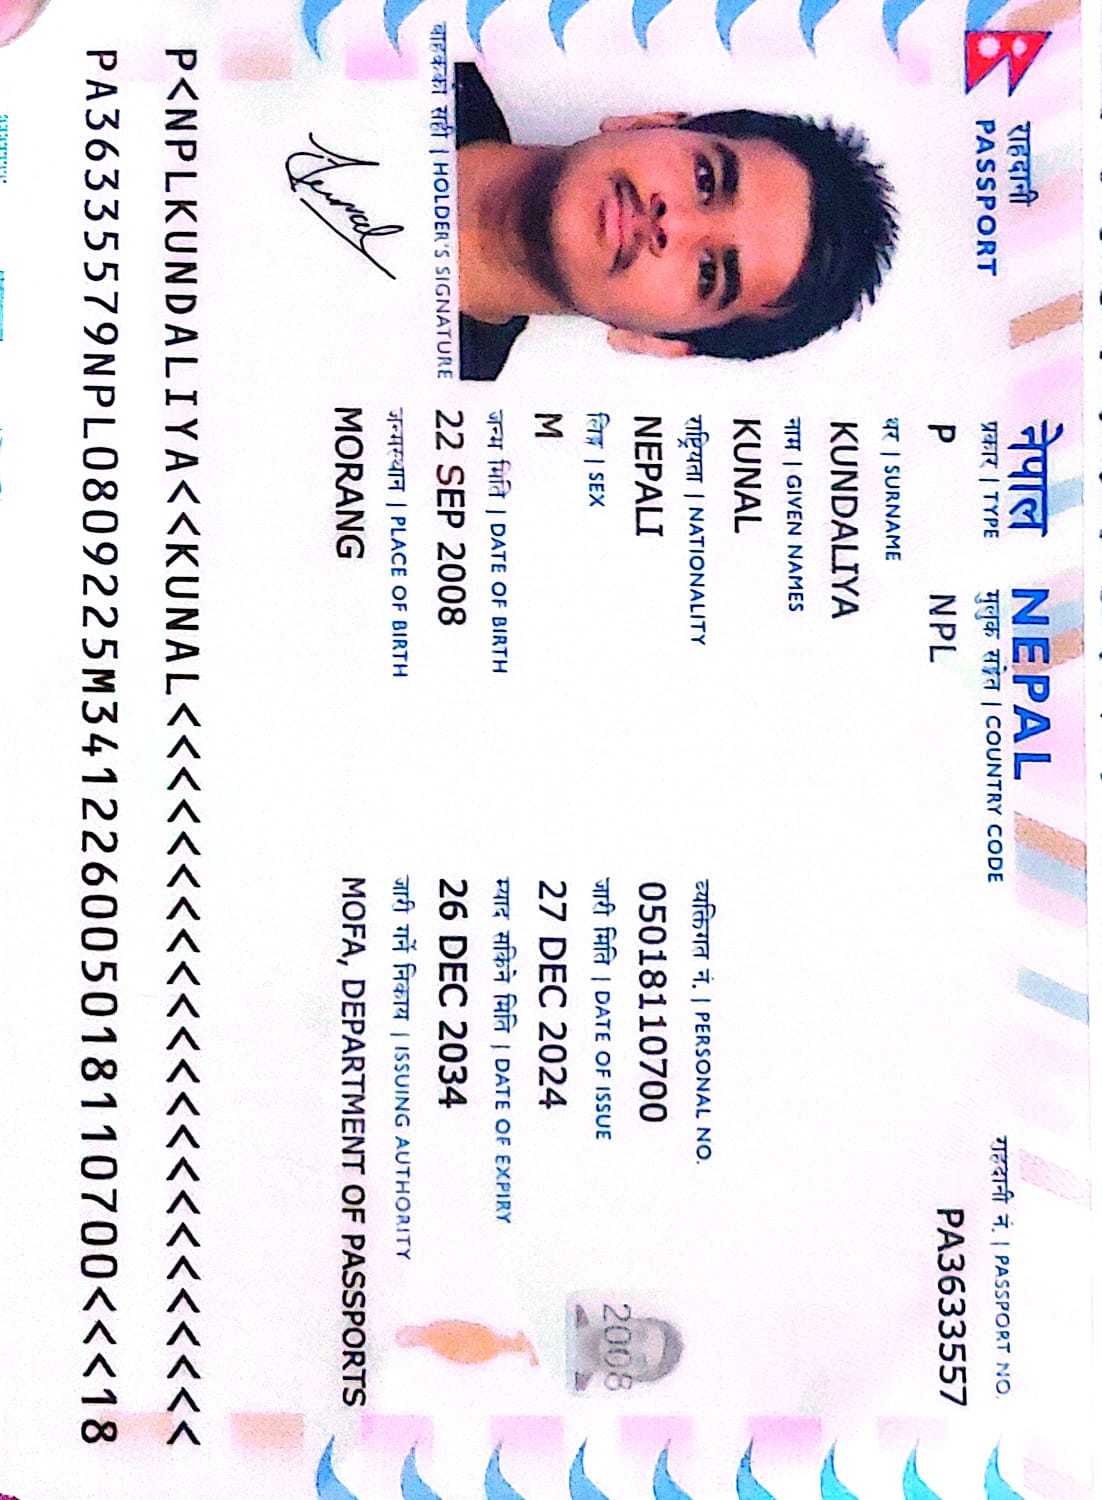 राहदानी
PASSPORT
नेपाल NEPAL
प्रकार | TYPE मुलुक सङ्केत | COUNTRY CODE राहदानी नं. | PASSPORT NO.
P NPL PA3633557
थर | SURNAME
KUNDALIYA
नाम | GIVEN NAMES
KUNAL
राष्ट्रियता | NATIONALITY व्यक्तिगत नं. | PERSONAL NO.
NEPALI 05018110700
2008
लिङ्ग | SEX जारी मिति | DATE OF ISSUE
M 27 DEC 2024
जन्म मिति | DATE OF BIRTH म्याद सकिने मिति | DATE OF EXPIRY
22 SEP 2008 26 DEC 2034
बाहकको सही | HOLDER'S SIGNATURE
जन्मस्थान | PLACE OF BIRTH जारी गर्ने निकाय | ISSUING AUTHORITY
Kunal
MORANG MOFA, DEPARTMENT OF PASSPORTS
P<NPLKUNDALIYA<<KUNAL<<<<<<<<<<<<<<<<<<<<<<<
PA36335579NPL0809225M341226005018110700<<<18